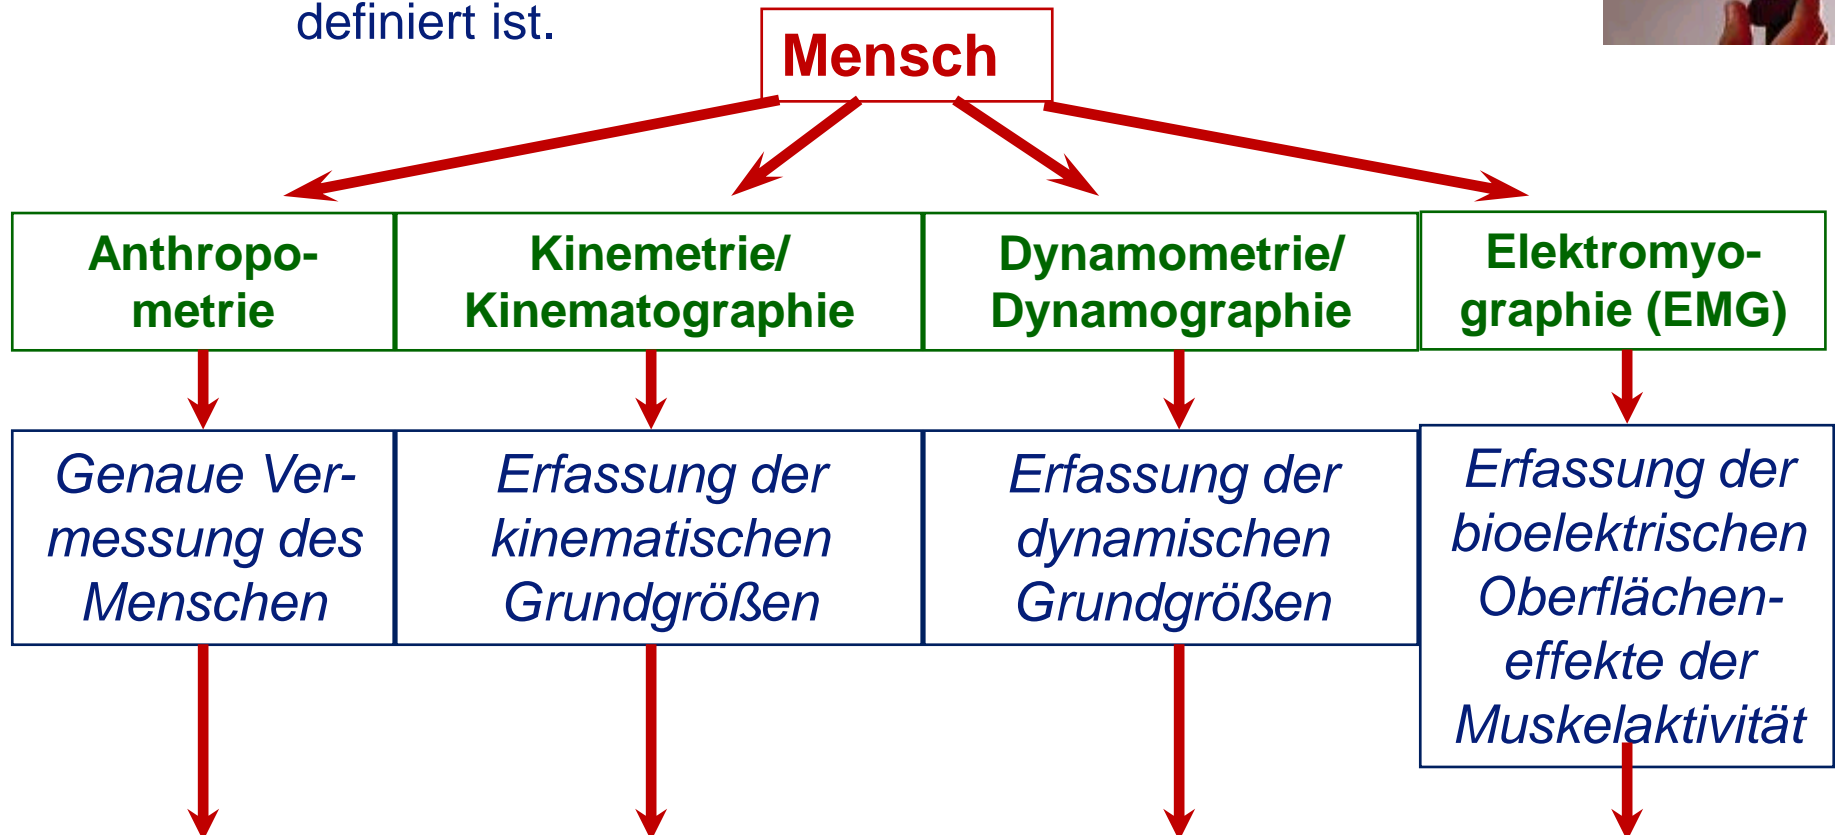 definiert ist.
Mensch
Anthropo-
metrie
Kinemetrie/
Kinematographie
Dynamometrie/
Dynamographie
Elektromyo-
graphie (EMG)
Genaue Ver-
messung des
Menschen
Erfassung der
kinematischen
Grundgrößen
Erfassung der
dynamischen
Grundgrößen
Erfassung der
bioelektrischen
Oberflächen-
effekte der
Muskelaktivität